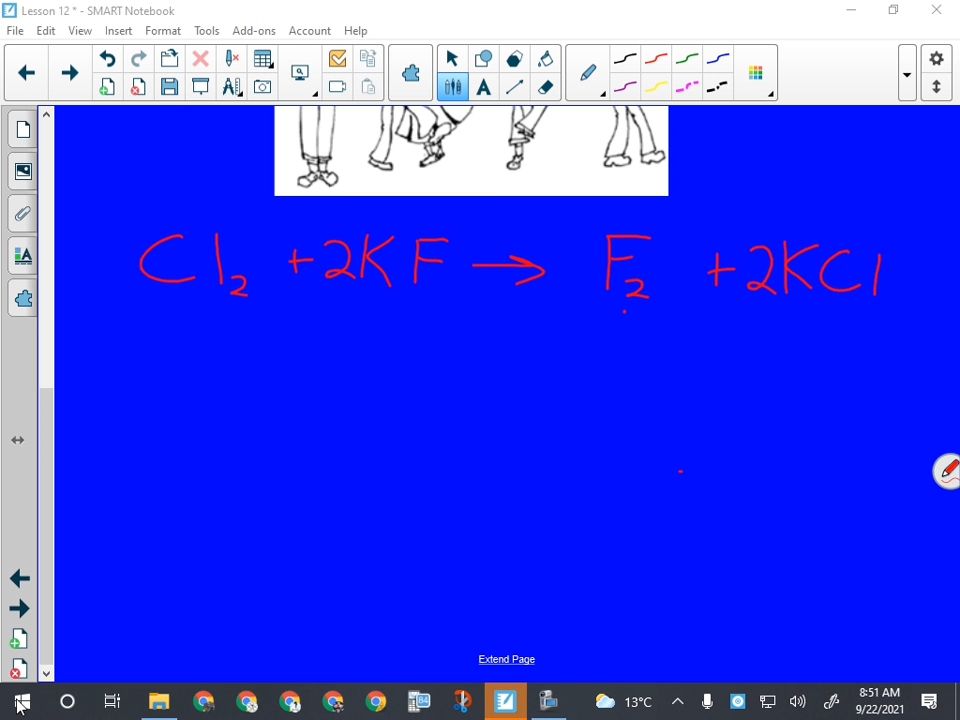 Lesson 12 * - SMART Notebook
File Edit View Insert Format Tools Add-ons Account Help
Cl2 + 2KF → F2 + 2KCl
Extend Page
84
13°C
8:51 AM
9/22/2021